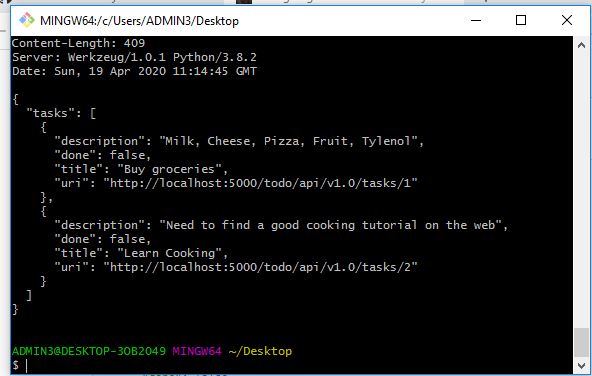 MINGW64:/c/Users/ADMIN3/Desktop
Content-Length: 409
Server: Werkzeug/1.0.1 Python/3.8.2
Date: Sun, 19 Apr 2020 11:14:45 GMT
{
  "tasks": [
    {
      "description": "Milk, Cheese, Pizza, Fruit, Tylenol",
      "done": false,
      "title": "Buy groceries",
      "uri": "http://localhost:5000/todo/api/v1.0/tasks/1"
    },
    {
      "description": "Need to find a good cooking tutorial on the web",
      "done": false,
      "title": "Learn Cooking",
      "uri": "http://localhost:5000/todo/api/v1.0/tasks/2"
    }
  ]
}
ADMIN3@DESKTOP-3OB2049 MINGW64 ~/Desktop
$